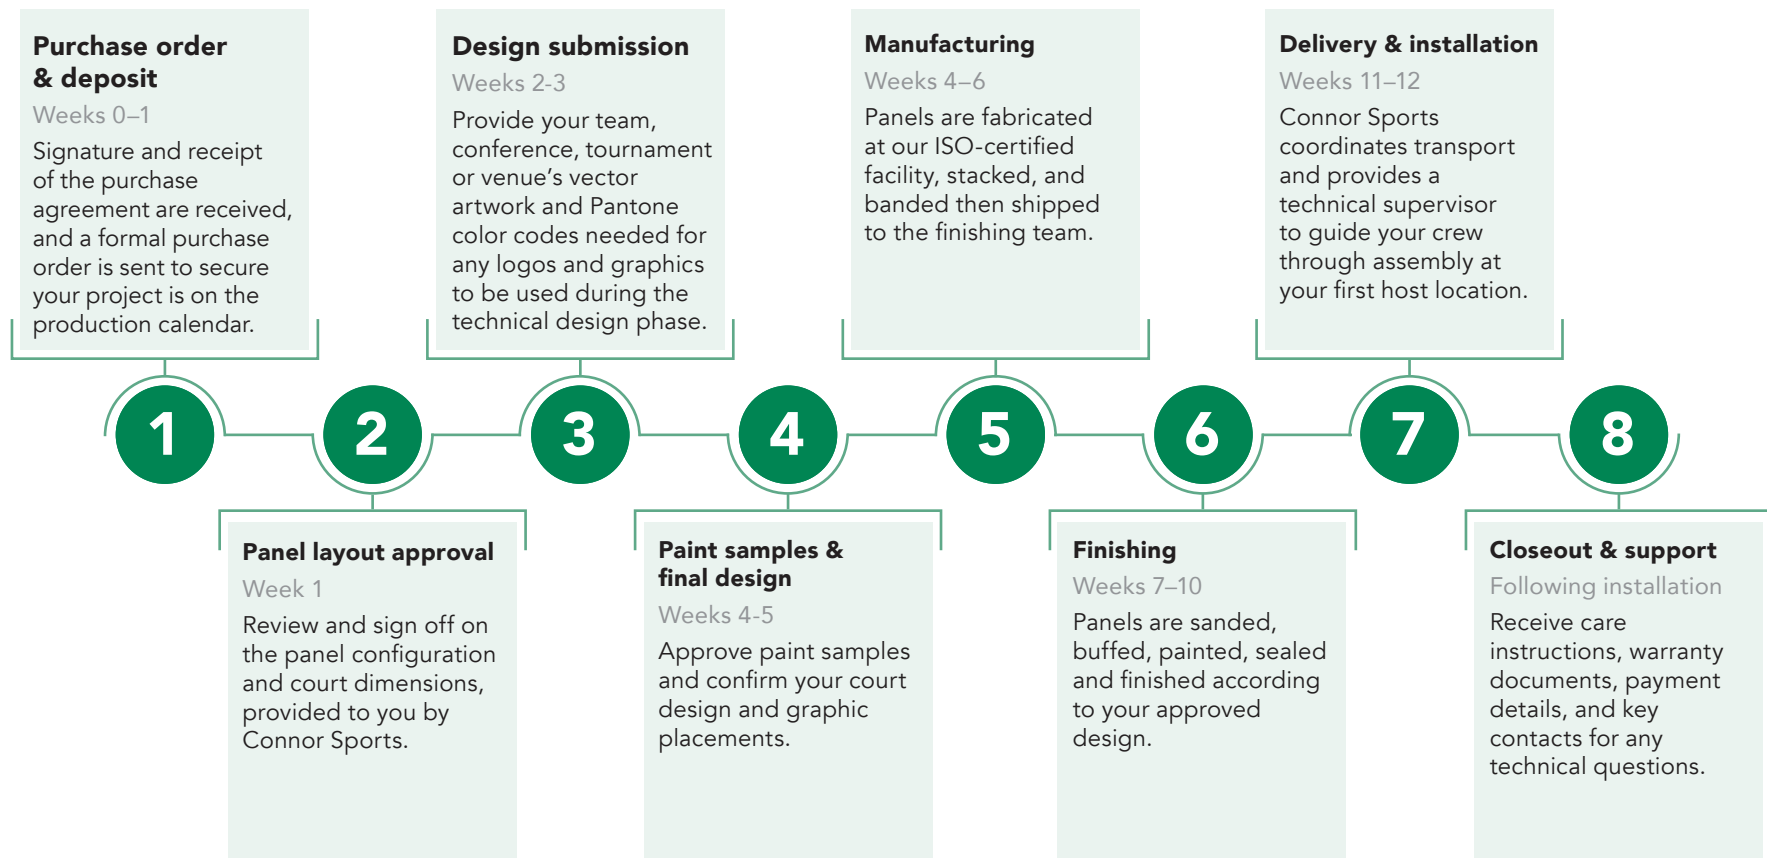 Purchase order
& deposit
Weeks 0–1
Signature and receipt
of the purchase
agreement are received,
and a formal purchase
order is sent to secure
your project is on the
production calendar.
1
Panel layout approval
Week 1
Review and sign off on
the panel configuration
and court dimensions,
provided to you by
Connor Sports.
2
Design submission
Weeks 2-3
Provide your team,
conference, tournament
or venue’s vector
artwork and Pantone
color codes needed for
any logos and graphics
to be used during the
technical design phase.
3
Paint samples &
final design
Weeks 4-5
Approve paint samples
and confirm your court
design and graphic
placements.
4
Manufacturing
Weeks 4–6
Panels are fabricated
at our ISO-certified
facility, stacked, and
banded then shipped
to the finishing team.
5
Finishing
Weeks 7–10
Panels are sanded,
buffed, painted, sealed
and finished according
to your approved
design.
6
Delivery & installation
Weeks 11–12
Connor Sports
coordinates transport
and provides a
technical supervisor
to guide your crew
through assembly at
your first host location.
7
Closeout & support
Following installation
Receive care
instructions, warranty
documents, payment
details, and key
contacts for any
technical questions.
8